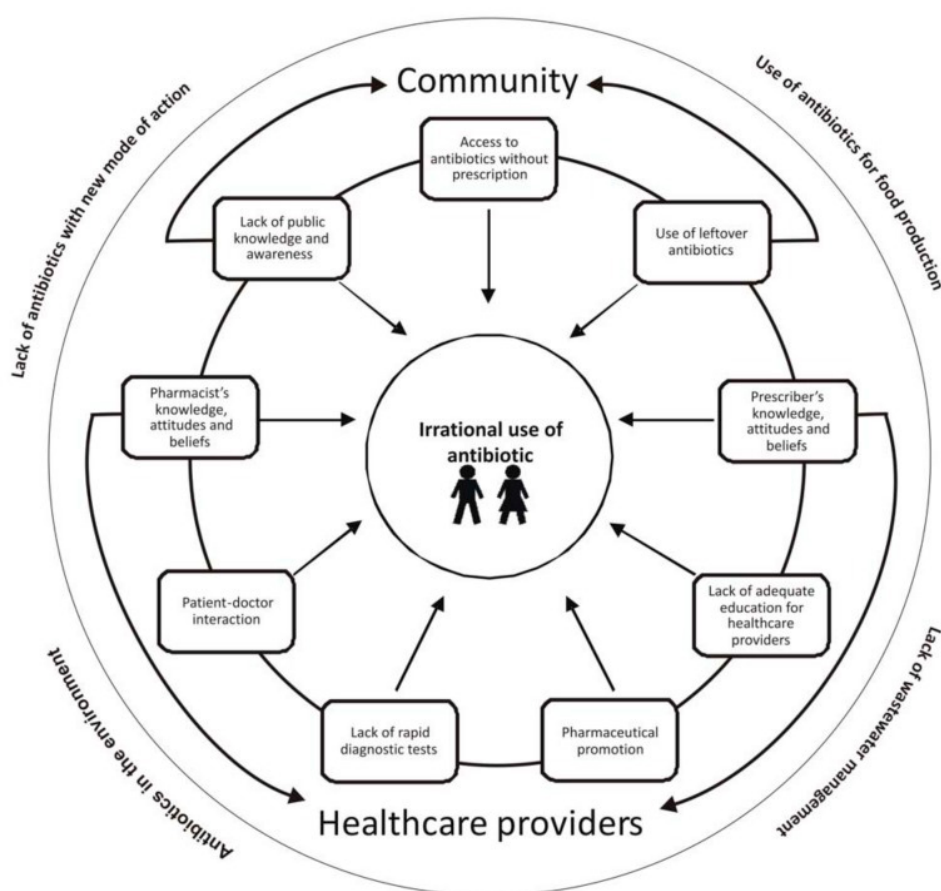 Community
Lack of antibiotics with new mode of action
Use of antibiotics for food production
Access to
antibiotics without
prescription
Lack of public
knowledge and
awareness
Use of leftover
antibiotics
Pharmacist's
knowledge,
attitudes and
beliefs
Irrational use of
antibiotic
Prescriber's
knowledge,
attitudes and
beliefs
Patient-doctor
interaction
Lack of adequate
education for
healthcare
providers
Lack of rapid
diagnostic tests
Pharmaceutical
promotion
Antibiotics in the environment
Lack of wastewater management
Healthcare providers